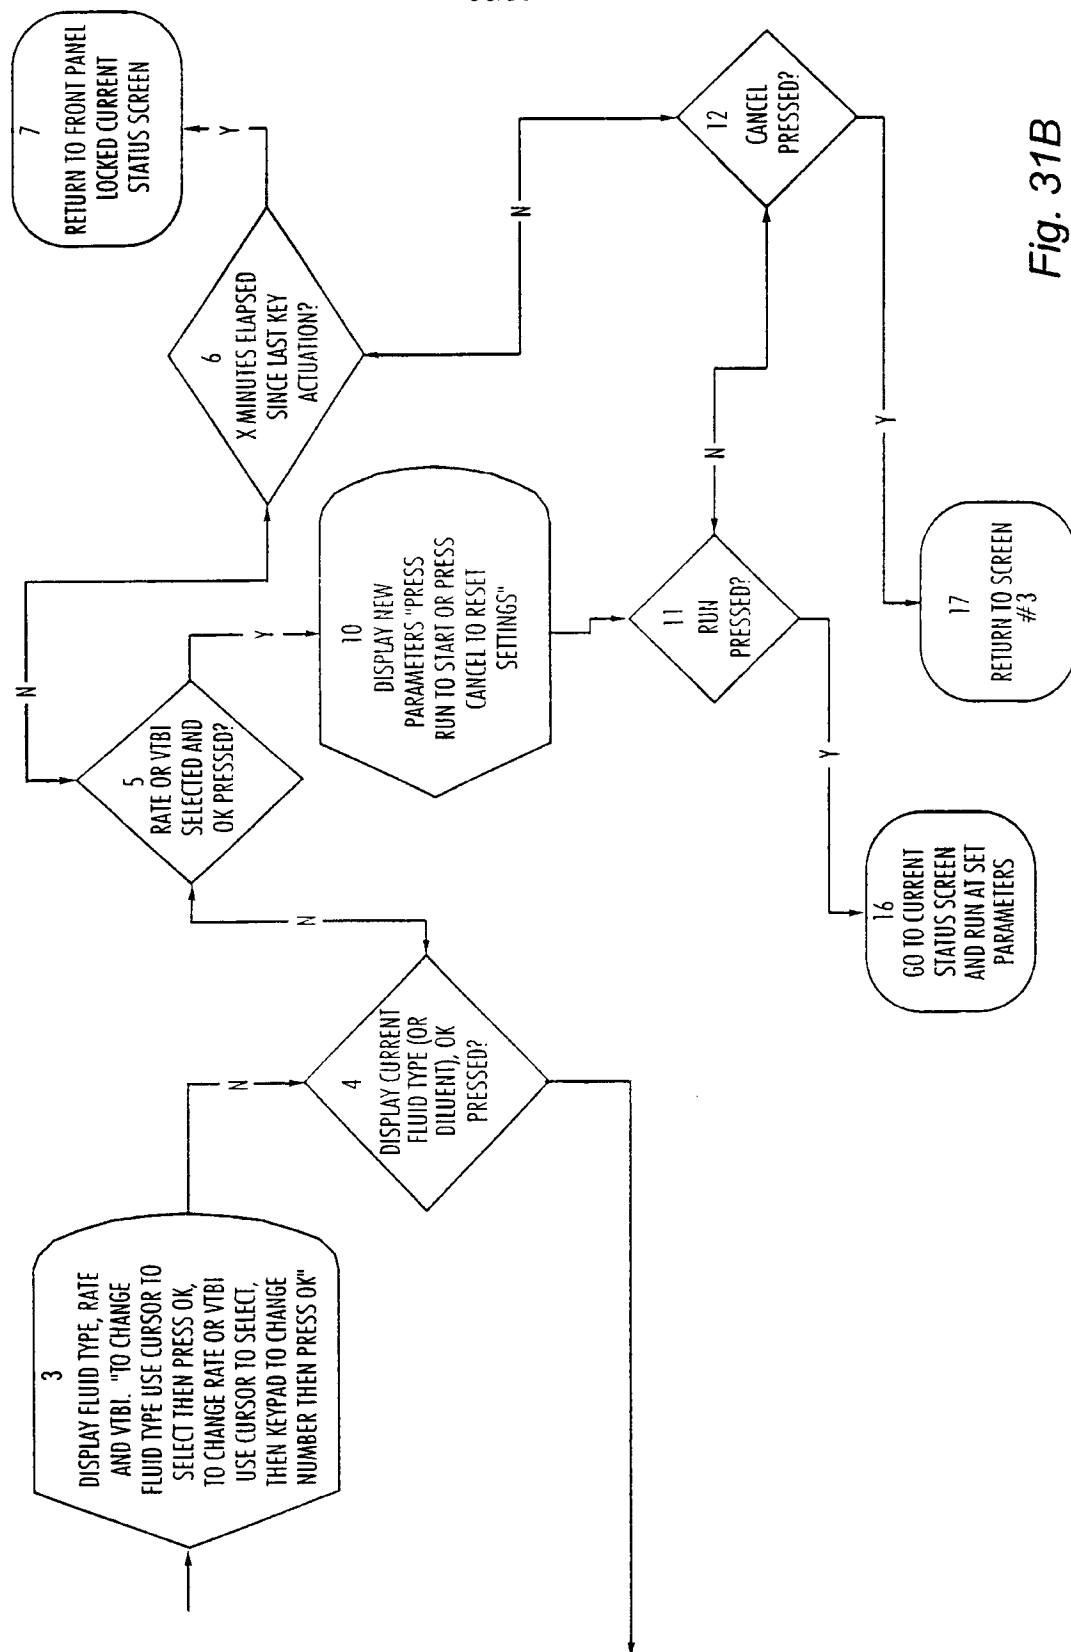 3
DISPLAY FLUID TYPE, RATE
AND VTBI. "TO CHANGE
FLUID TYPE USE CURSOR TO
SELECT THEN PRESS OK,
TO CHANGE RATE OR VTBI
USE CURSOR TO SELECT,
THEN KEYPAD TO CHANGE
NUMBER THEN PRESS OK"
N
4
DISPLAY CURRENT
FLUID TYPE (OR
DILUENT), OK
PRESSED?
N
5
RATE OR VTBI
SELECTED AND
OK PRESSED?
N
Y
6
X MINUTES ELAPSED
SINCE LAST KEY
ACTUATION?
Y
7
RETURN TO FRONT PANEL
LOCKED CURRENT
STATUS SCREEN
N
10
DISPLAY NEW
PARAMETERS "PRESS
RUN TO START OR PRESS
CANCEL TO RESET
SETTINGS"
11
RUN
PRESSED?
N
Y
12
CANCEL
PRESSED?
Y
16
GO TO CURRENT
STATUS SCREEN
AND RUN AT SET
PARAMETERS
17
RETURN TO SCREEN
#3
Fig. 31B